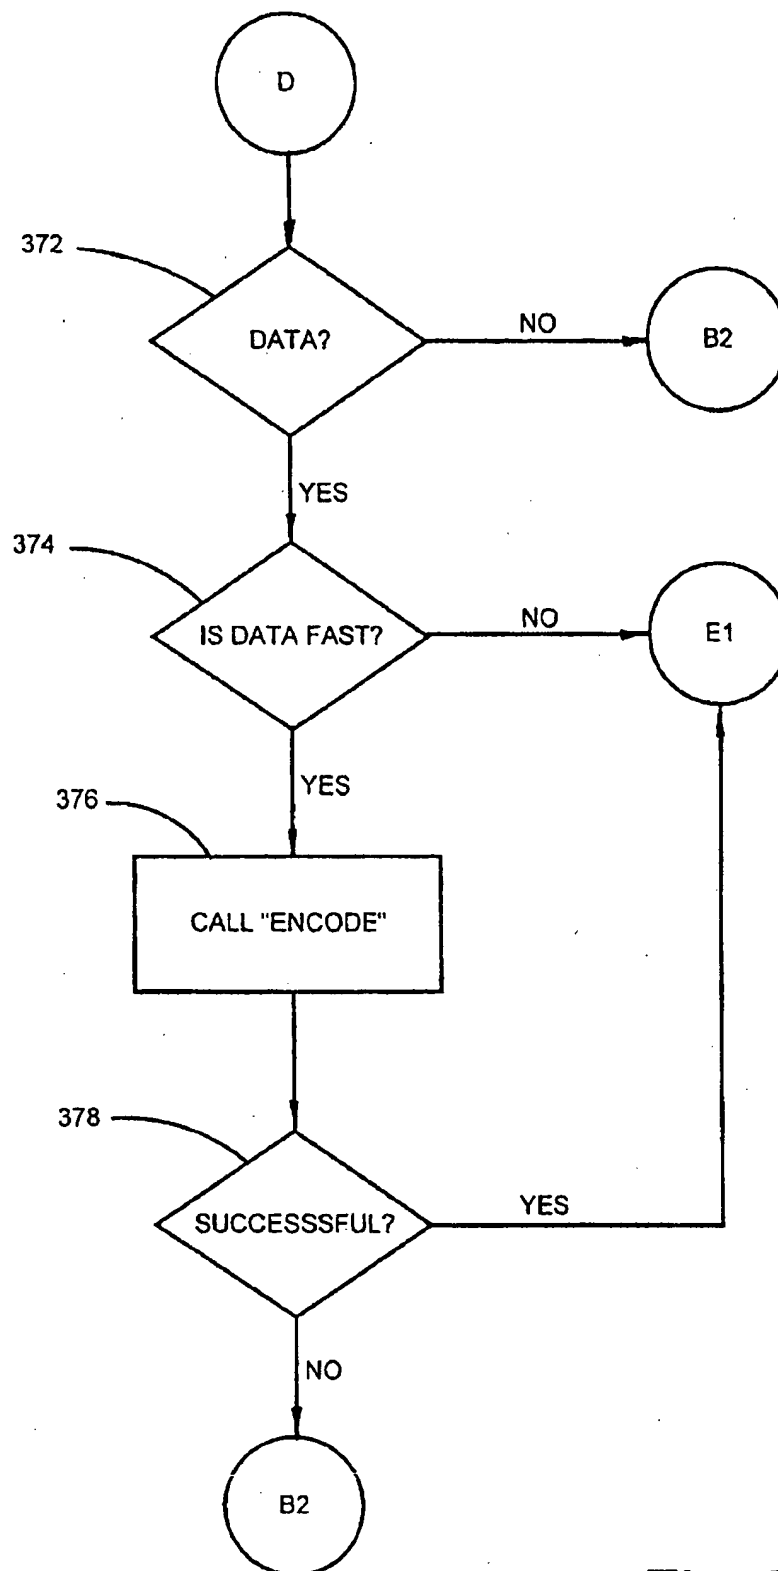 D
372
DATA?
NO
B2
YES
374
IS DATA FAST?
NO
E1
YES
376
CALL "ENCODE"
378
SUCCESSSFUL?
YES
NO
B2